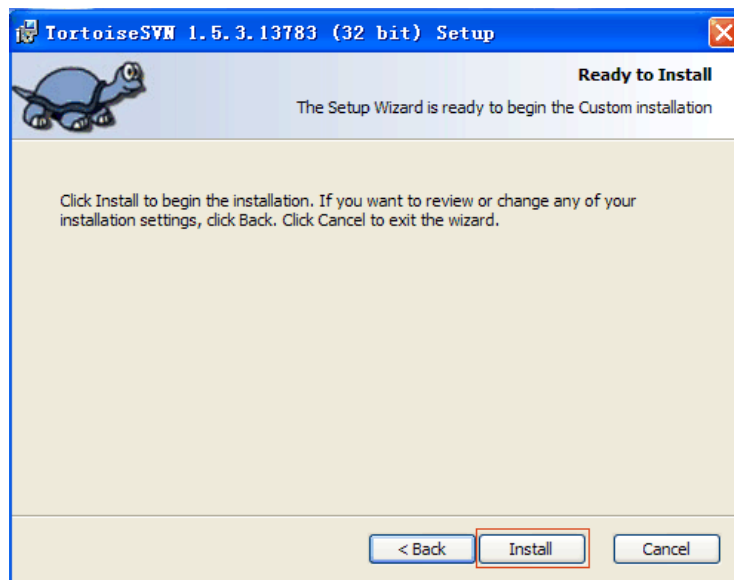 TortoiseSVN 1.5.3.13783 (32 bit) Setup
Ready to Install
The Setup Wizard is ready to begin the Custom installation
Click Install to begin the installation. If you want to review or change any of your
installation settings, click Back. Click Cancel to exit the wizard.
< Back Install Cancel